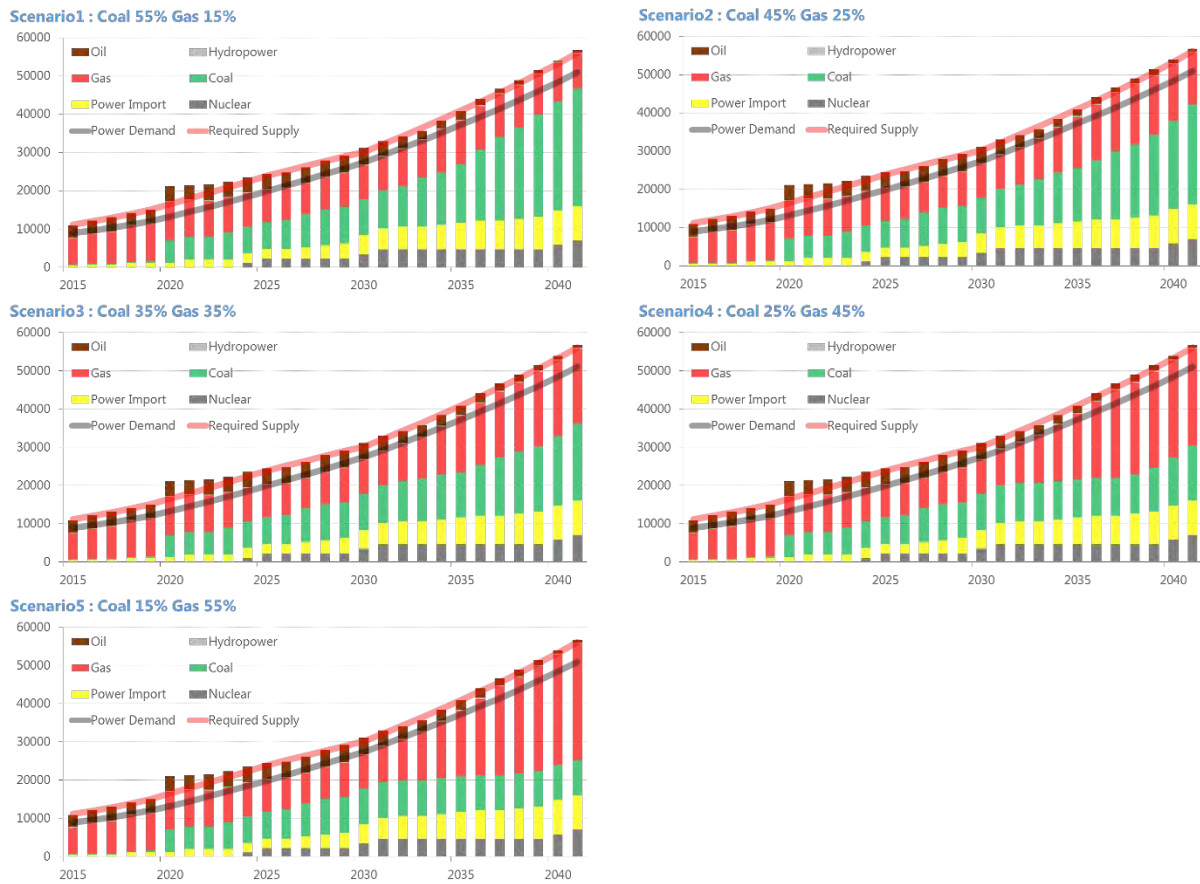 Scenario1 : Coal 55% Gas 15%
60000
50000
40000
30000
20000
10000
0
Oil Hydropower
Gas Coal
Power Import Nuclear
Power Demand Required Supply
2015 2020 2025 2030 2035 2040
Scenario2 : Coal 45% Gas 25%
60000
50000
40000
30000
20000
10000
0
Oil Hydropower
Gas Coal
Power Import Nuclear
Power Demand Required Supply
2015 2020 2025 2030 2035 2040
Scenario3 : Coal 35% Gas 35%
60000
50000
40000
30000
20000
10000
0
Oil Hydropower
Gas Coal
Power Import Nuclear
Power Demand Required Supply
2015 2020 2025 2030 2035 2040
Scenario4 : Coal 25% Gas 45%
60000
50000
40000
30000
20000
10000
0
Oil Hydropower
Gas Coal
Power Import Nuclear
Power Demand Required Supply
2015 2020 2025 2030 2035 2040
Scenario5 : Coal 15% Gas 55%
60000
50000
40000
30000
20000
10000
0
Oil Hydropower
Gas Coal
Power Import Nuclear
Power Demand Required Supply
2015 2020 2025 2030 2035 2040